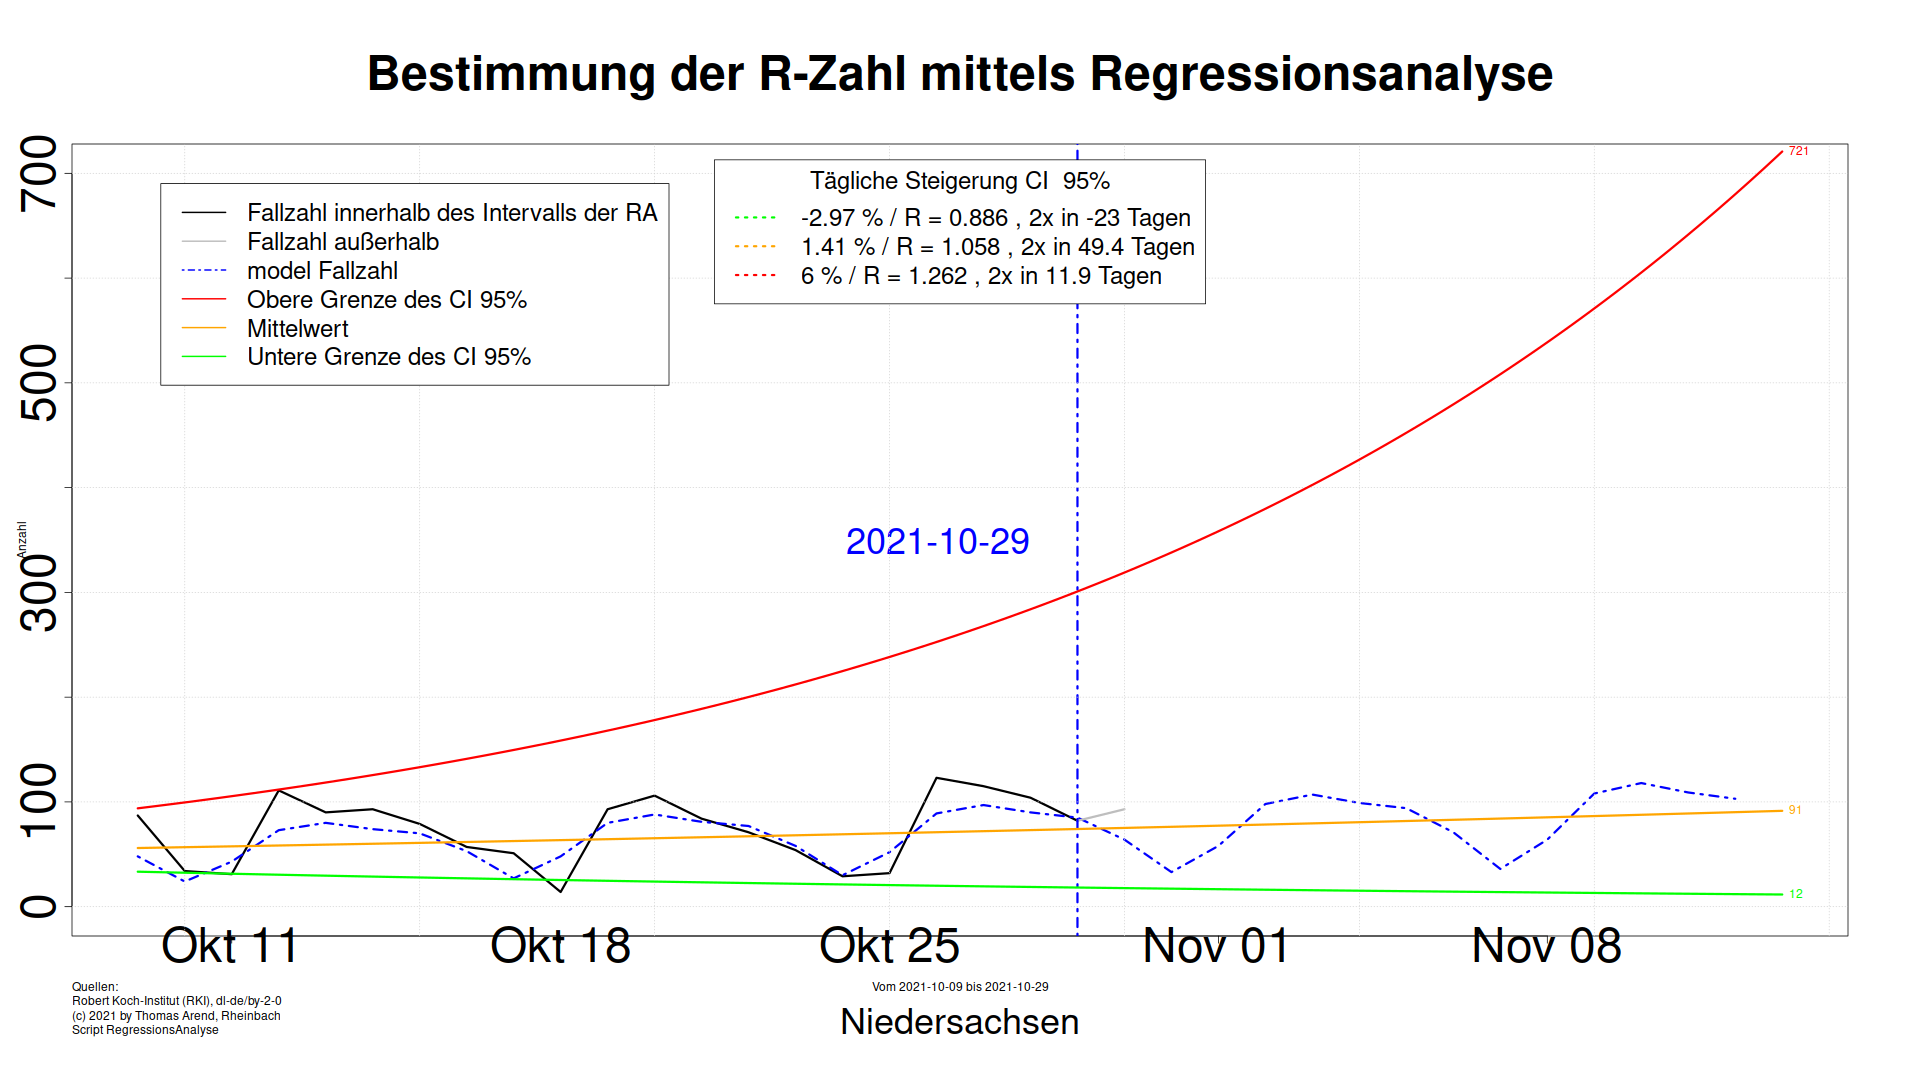 Bestimmung der R-Zahl mittels Regressionsanalyse
700
500
300
100
0
Anzahl
Fallzahl innerhalb des Intervalls der RA
Fallzahl außerhalb
model Fallzahl
Obere Grenze des CI 95%
Mittelwert
Untere Grenze des CI 95%
Tägliche Steigerung CI 95%
-2.97 % / R = 0.886 , 2x in -23 Tagen
1.41 % / R = 1.058 , 2x in 49.4 Tagen
6 % / R = 1.262 , 2x in 11.9 Tagen
721
2021-10-29
91
12
Okt 11
Okt 18
Okt 25
Nov 01
Nov 08
Quellen:
Robert Koch-Institut (RKI), dl-de/by-2-0
(c) 2021 by Thomas Arend, Rheinbach
Script RegressionsAnalyse
Vom 2021-10-09 bis 2021-10-29
Niedersachsen